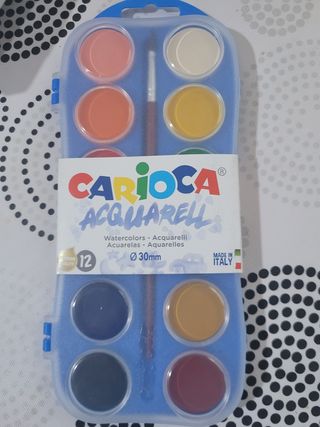 CARIOCA®
ACQUARELL
Watercolors - Acquarelli
Acuarelas - Aquarelles
12
Ø 30mm
MADE IN
ITALY